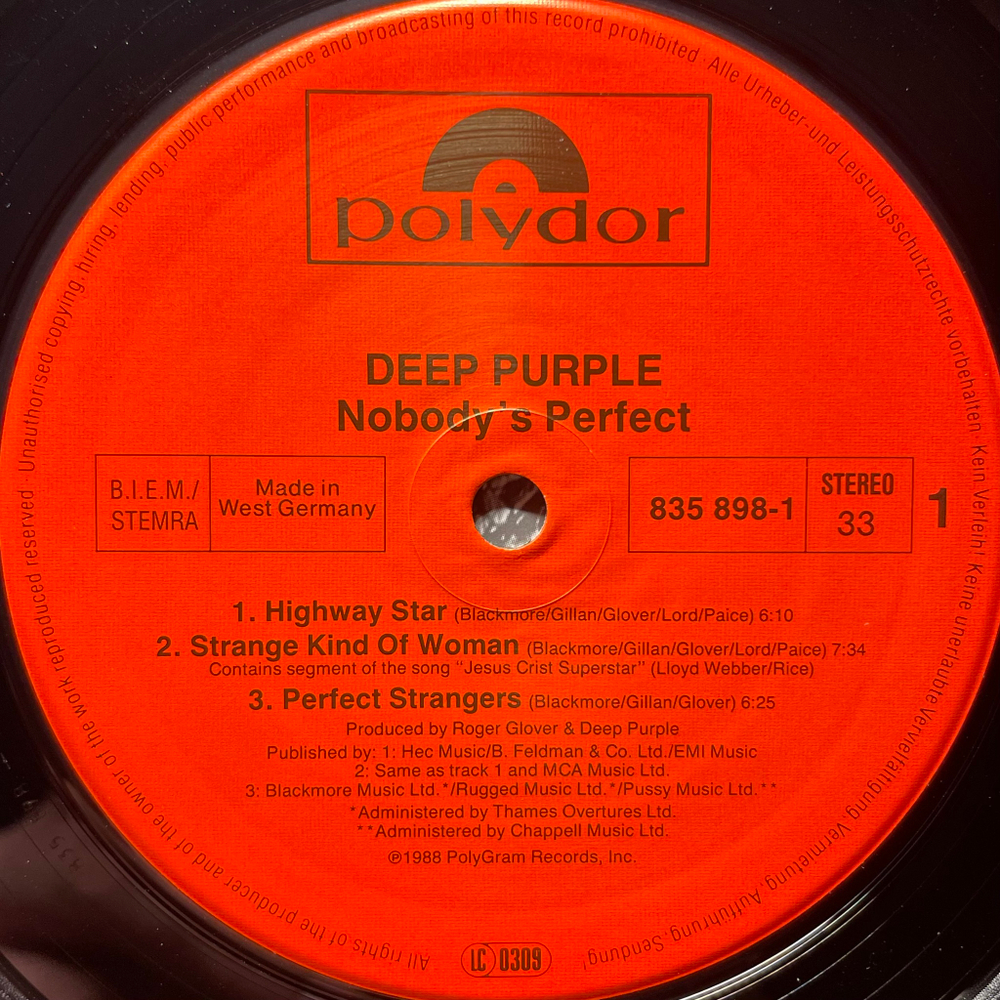 polydor
DEEP PURPLE
Nobody's Perfect
B.I.E.M./
STEMRA
Made in
West Germany
835 898-1
STEREO
33
1
1. Highway Star (Blackmore/Gillan/Glover/Lord/Paice) 6:10
2. Strange Kind Of Woman (Blackmore/Gillan/Glover/Lord/Paice) 7:34
Contains segment of the song "Jesus Crist Superstar" (Lloyd Webber/Rice)
3. Perfect Strangers (Blackmore/Gillan/Glover) 6:25
Produced by Roger Glover & Deep Purple
Published by: 1: Hec Music/B. Feldman & Co. Ltd./EMI Music
2: Same as track 1 and MCA Music Ltd.
3: Blackmore Music Ltd.*/Rugged Music Ltd.*/Pussy Music Ltd.**
*Administered by Thames Overtures Ltd.
**Administered by Chappell Music Ltd.
℗1988 PolyGram Records, Inc.
LC 0309
All rights of the producer and of the owner of the work reproduced reserved · Unauthorised copying, hiring, lending, public performance and broadcasting of this record prohibited · Alle Urheber- und Leistungsschutzrechte vorbehalten. Kein Verleih! Keine unerlaubte Vervielfältigung, Vermietung, Aufführung, Sendung!